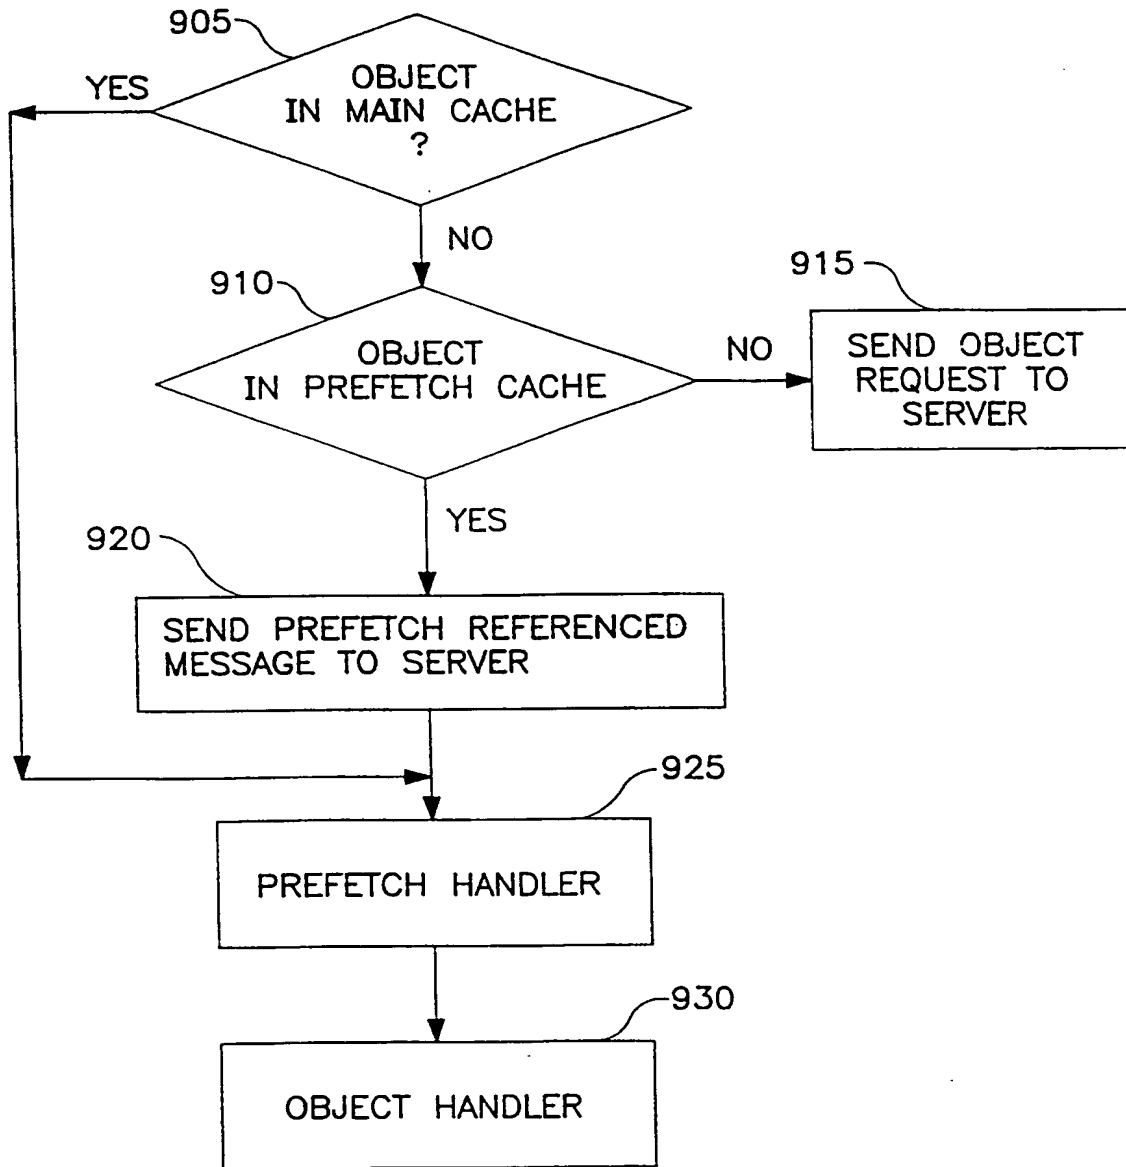 905
YES
OBJECT
IN MAIN CACHE
?
NO
910
915
OBJECT
IN PREFETCH CACHE
NO
SEND OBJECT
REQUEST TO
SERVER
YES
920
SEND PREFETCH REFERENCED
MESSAGE TO SERVER
925
PREFETCH HANDLER
930
OBJECT HANDLER